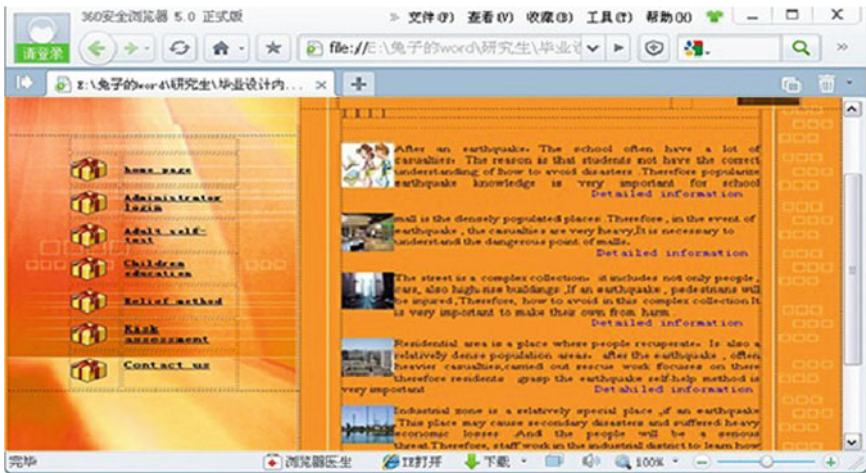 360安全浏览器 5.0 正式版
» 文件(F) 查看(V) 收藏(B) 工具(T) 帮助(H)
请登录
file://E:\兔子的word\研究生\毕业设
E:\兔子的word\研究生\毕业设计内...
home page
Administrator
login
Adult self-
test
Children
education
Relief method
Risk
assessment
Contact us
After an earthquake, The school often have a lot of
casualties. The reason is that students not have the correct
understanding of how to avoid disasters .Therefore popularize
earthquake knowledge is very important for school
Detailed information
mall is the densely populated places .Therefore , in the event of
earthquake , the casualties are very heavy,It is necessary to
understand the dangerous point of malls.
Detailed information
The street is a complex collection. it includes not only people ,
cars, also high-rise buildings ,If an earthquake , pedestrians will
be injured ,Therefore, how to avoid in this complex collection It
is very important to make their own from harm .
Detailed information
Residential area is a place where people recuperate. Is also a
relatively dense population areas. after the earthquake , often
heavier casualties,carried out rescue work focuses on there
therefore residents grasp the earthquake self-help method is
very important Detahiled information
Industrial zone is a relatively special place ,if an earthquake
,This place may cause secondary disasters and suffered heavy
economic losses .And the people will be a serious
threat.Therefore, staff work in the industrial district to learn how
完毕
浏览器医生 IE打开 下载 100%